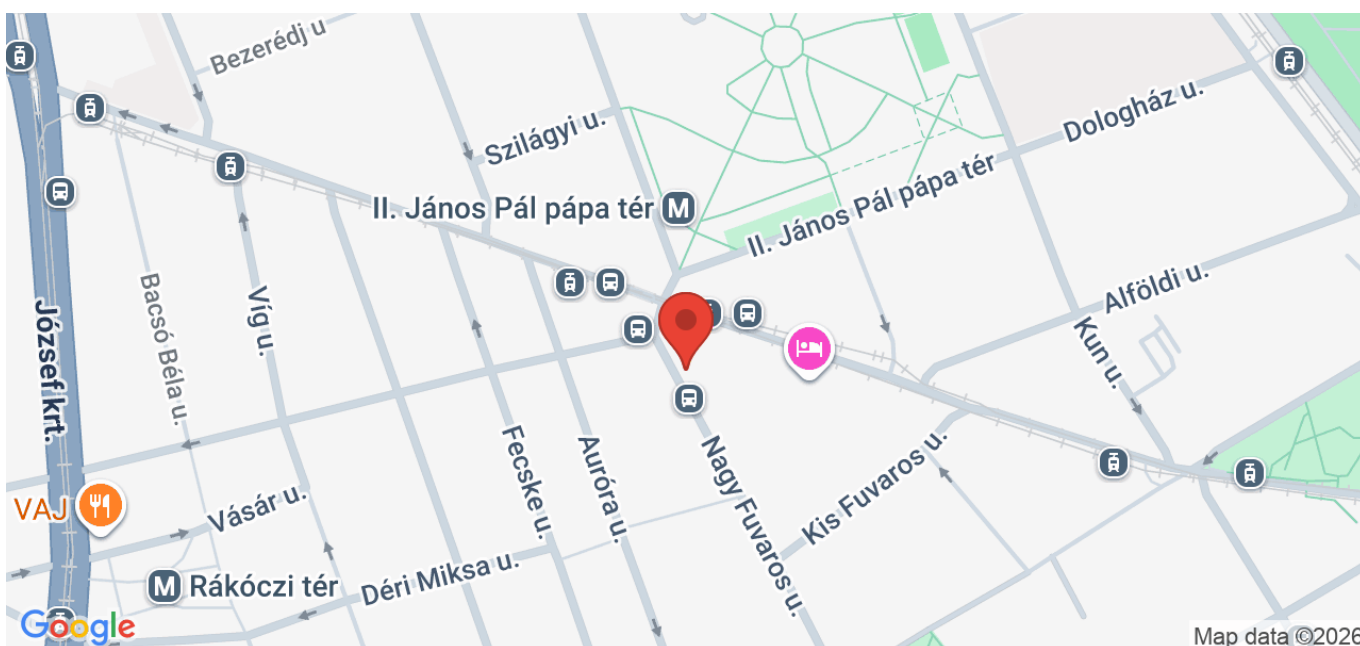 Bezerédj u
Szilágyi u.
Dologház u.
II. János Pál pápa tér
M
II. János Pál pápa tér
Alföldi u.
Bacsó Béla u.
Víg u.
József krt.
Kun u.
Fecske u.
Auróra u.
Nagy Fuvaros u.
Kis Fuvaros u.
VAJ
Vásár u.
Déri Miksa u.
M
Rákóczi tér
Google
Map data ©2026